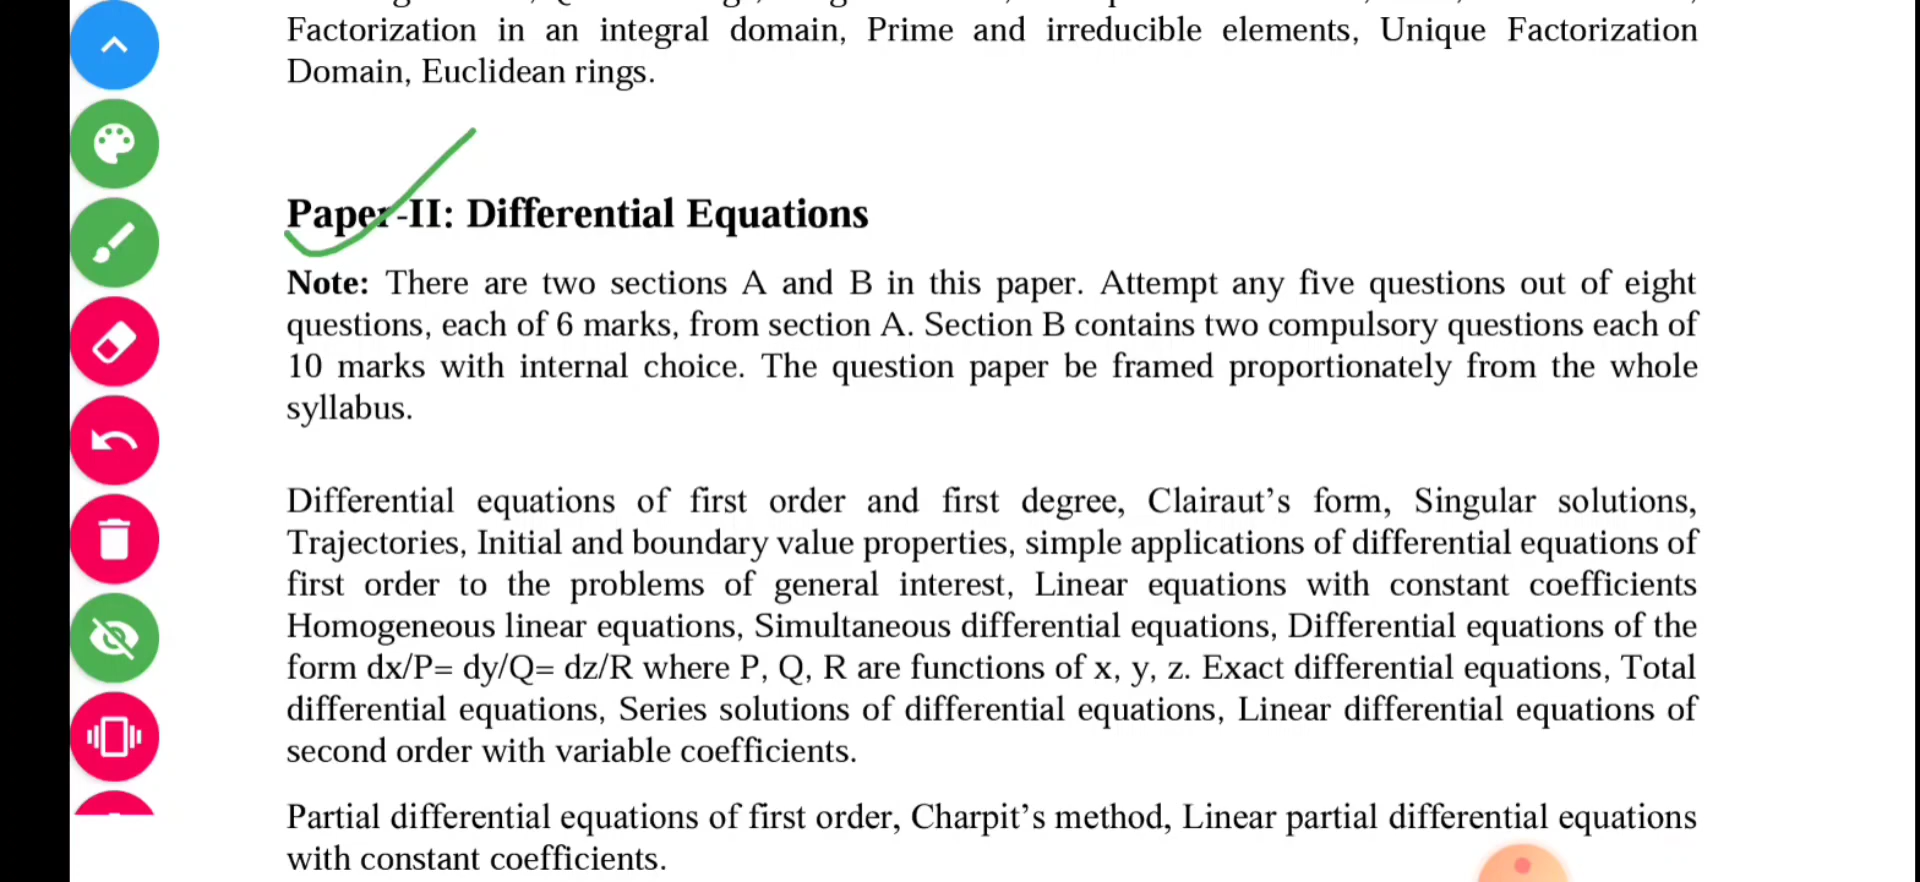 Factorization in an integral domain, Prime and irreducible elements, Unique Factorization
Domain, Euclidean rings.
Paper-II: Differential Equations
Note: There are two sections A and B in this paper. Attempt any five questions out of eight
questions, each of 6 marks, from section A. Section B contains two compulsory questions each of
10 marks with internal choice. The question paper be framed proportionately from the whole
syllabus.
Differential equations of first order and first degree, Clairaut’s form, Singular solutions,
Trajectories, Initial and boundary value properties, simple applications of differential equations of
first order to the problems of general interest, Linear equations with constant coefficients
Homogeneous linear equations, Simultaneous differential equations, Differential equations of the
form dx/P= dy/Q= dz/R where P, Q, R are functions of x, y, z. Exact differential equations, Total
differential equations, Series solutions of differential equations, Linear differential equations of
second order with variable coefficients.
Partial differential equations of first order, Charpit’s method, Linear partial differential equations
with constant coefficients.